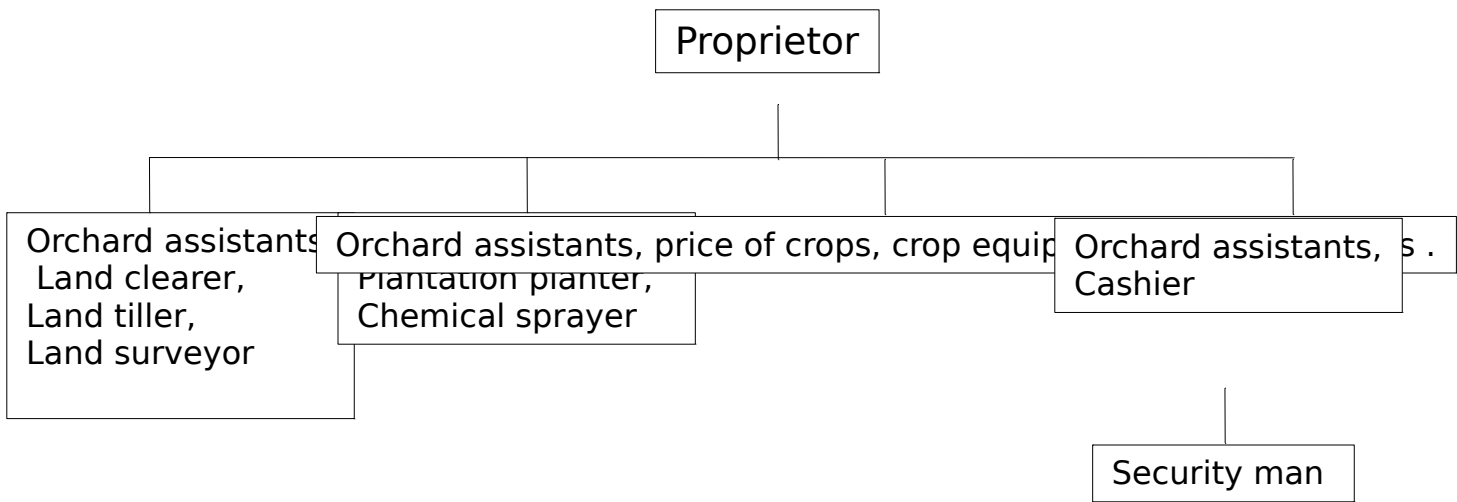 Proprietor
Orchard assistants
Land clearer,
Land tiller,
Land surveyor
Plantation planter,
Chemical sprayer
Orchard assistants, price of crops, crop
Orchard assistants,
Cashier
Security man